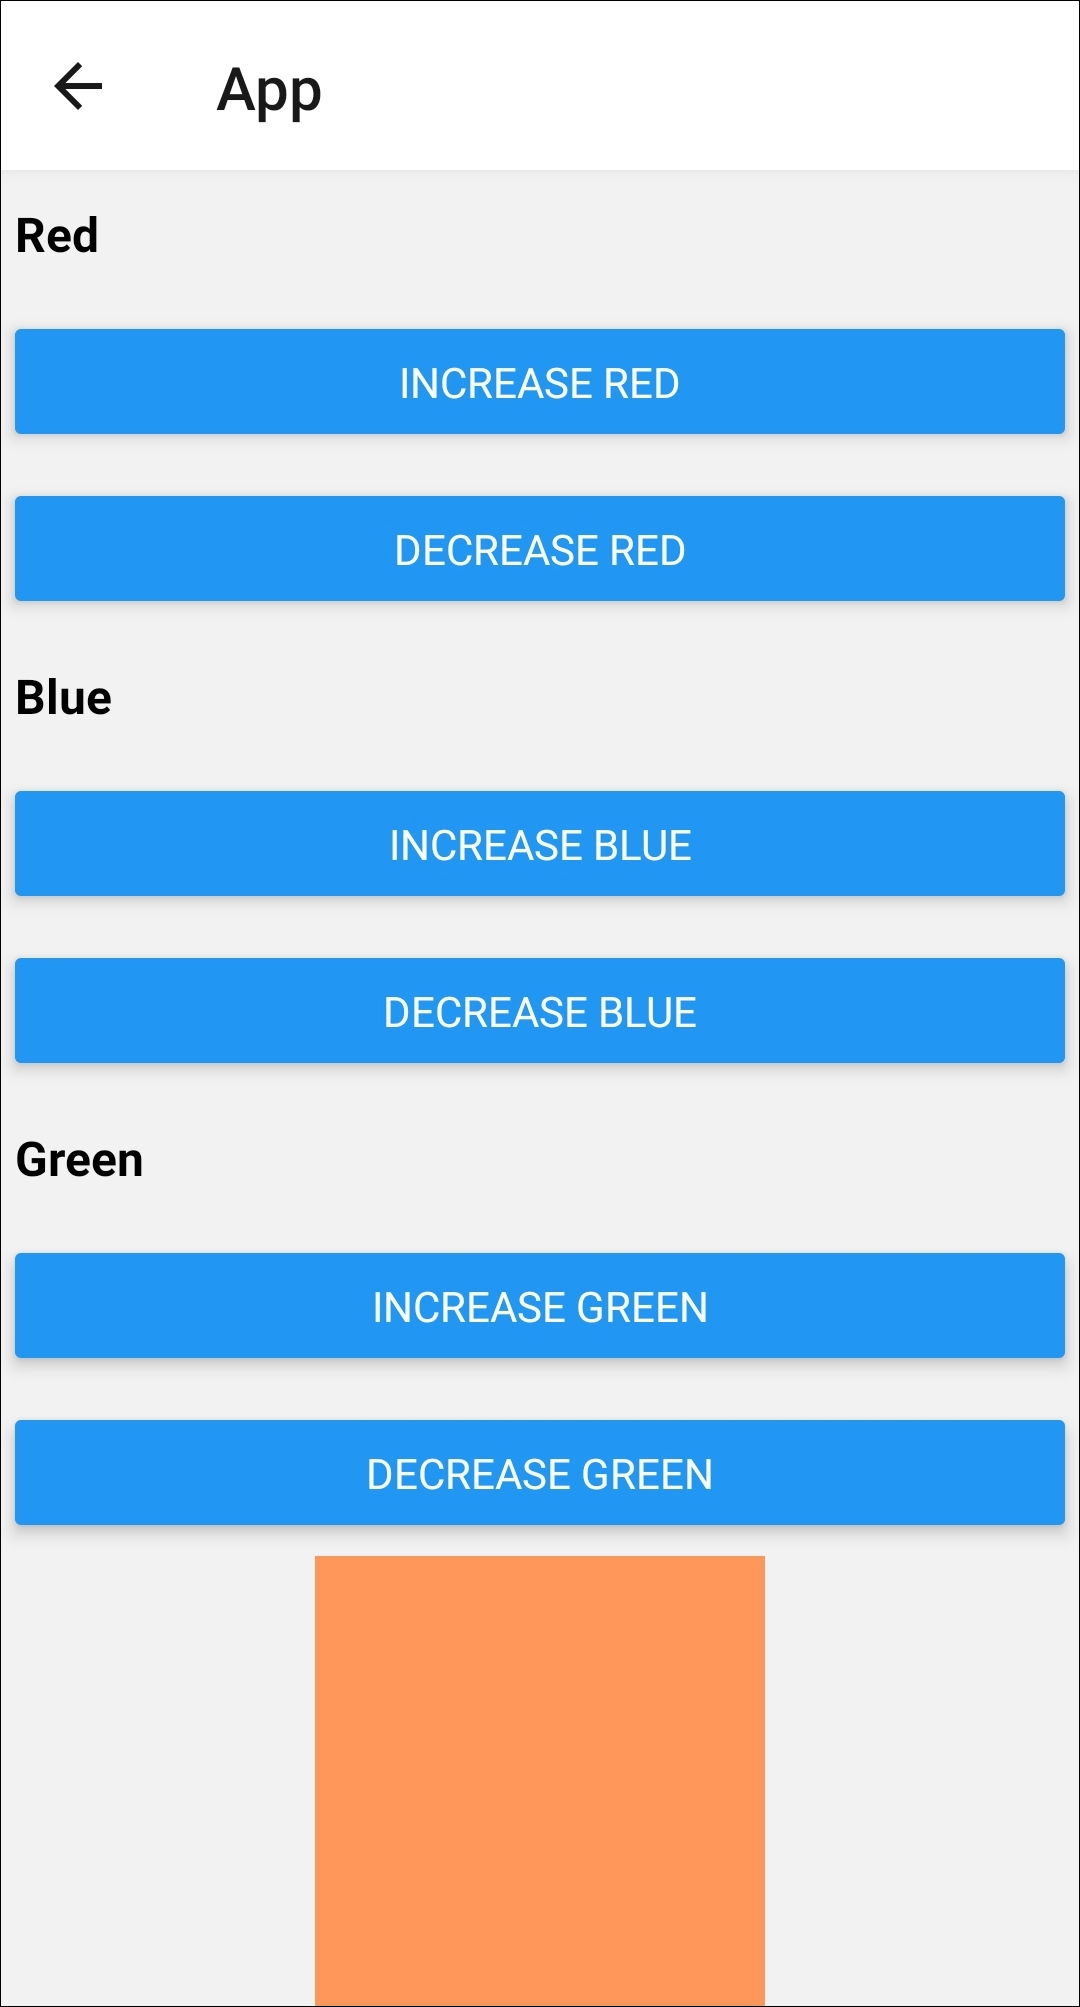 App
Red
INCREASE RED
DECREASE RED
Blue
INCREASE BLUE
DECREASE BLUE
Green
INCREASE GREEN
DECREASE GREEN